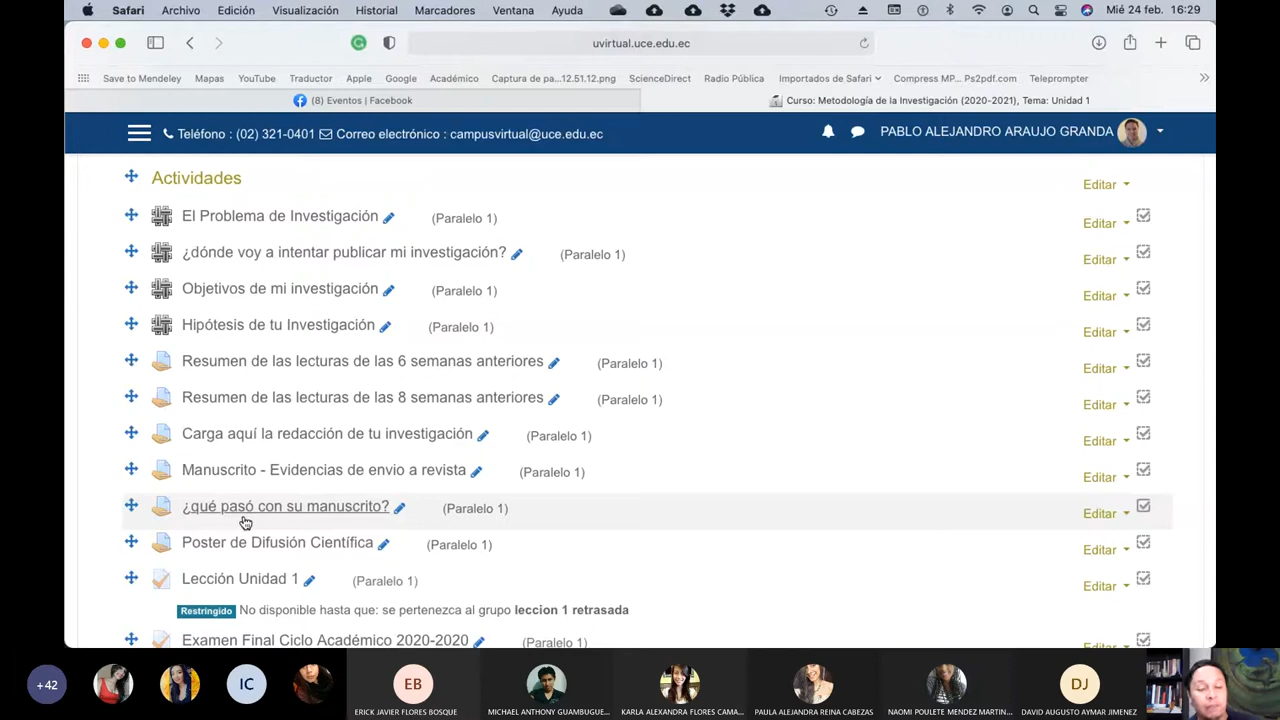 Safari Archivo Edición Visualización Historial Marcadores Ventana Ayuda Mié 24 feb. 16:29
uvirtual.uce.edu.ec
Save to Mendeley Mapas YouTube Traductor Apple Google Académico Captura de pa...12.51.12.png ScienceDirect Radio Pública Importados de Safari Compress MP... Ps2pdf.com Teleprompter
(8) Eventos | Facebook Curso: Metodología de la Investigación (2020-2021), Tema: Unidad 1
Teléfono : (02) 321-0401 Correo electrónico : campusvirtual@uce.edu.ec PABLO ALEJANDRO ARAUJO GRANDA
Actividades Editar
El Problema de Investigación (Paralelo 1) Editar
¿dónde voy a intentar publicar mi investigación? (Paralelo 1) Editar
Objetivos de mi investigación (Paralelo 1) Editar
Hipótesis de tu Investigación (Paralelo 1) Editar
Resumen de las lecturas de las 6 semanas anteriores (Paralelo 1) Editar
Resumen de las lecturas de las 8 semanas anteriores (Paralelo 1) Editar
Carga aquí la redacción de tu investigación (Paralelo 1) Editar
Manuscrito - Evidencias de envio a revista (Paralelo 1) Editar
¿qué pasó con su manuscrito? (Paralelo 1) Editar
Poster de Difusión Científica (Paralelo 1) Editar
Lección Unidad 1 (Paralelo 1) Editar
Restringido No disponible hasta que: se pertenezca al grupo leccion 1 retrasada
Examen Final Ciclo Académico 2020-2020 (Paralelo 1) Editar
+42 IC EB DJ
ERICK JAVIER FLORES BOSQUE MICHAEL ANTHONY GUAMBUGUE... KARLA ALEXANDRA FLORES CAMA... PAULA ALEJANDRA REINA CABEZAS NAOMI POULETE MENDEZ MARTIN... DAVID AUGUSTO AYMAR JIMENEZ